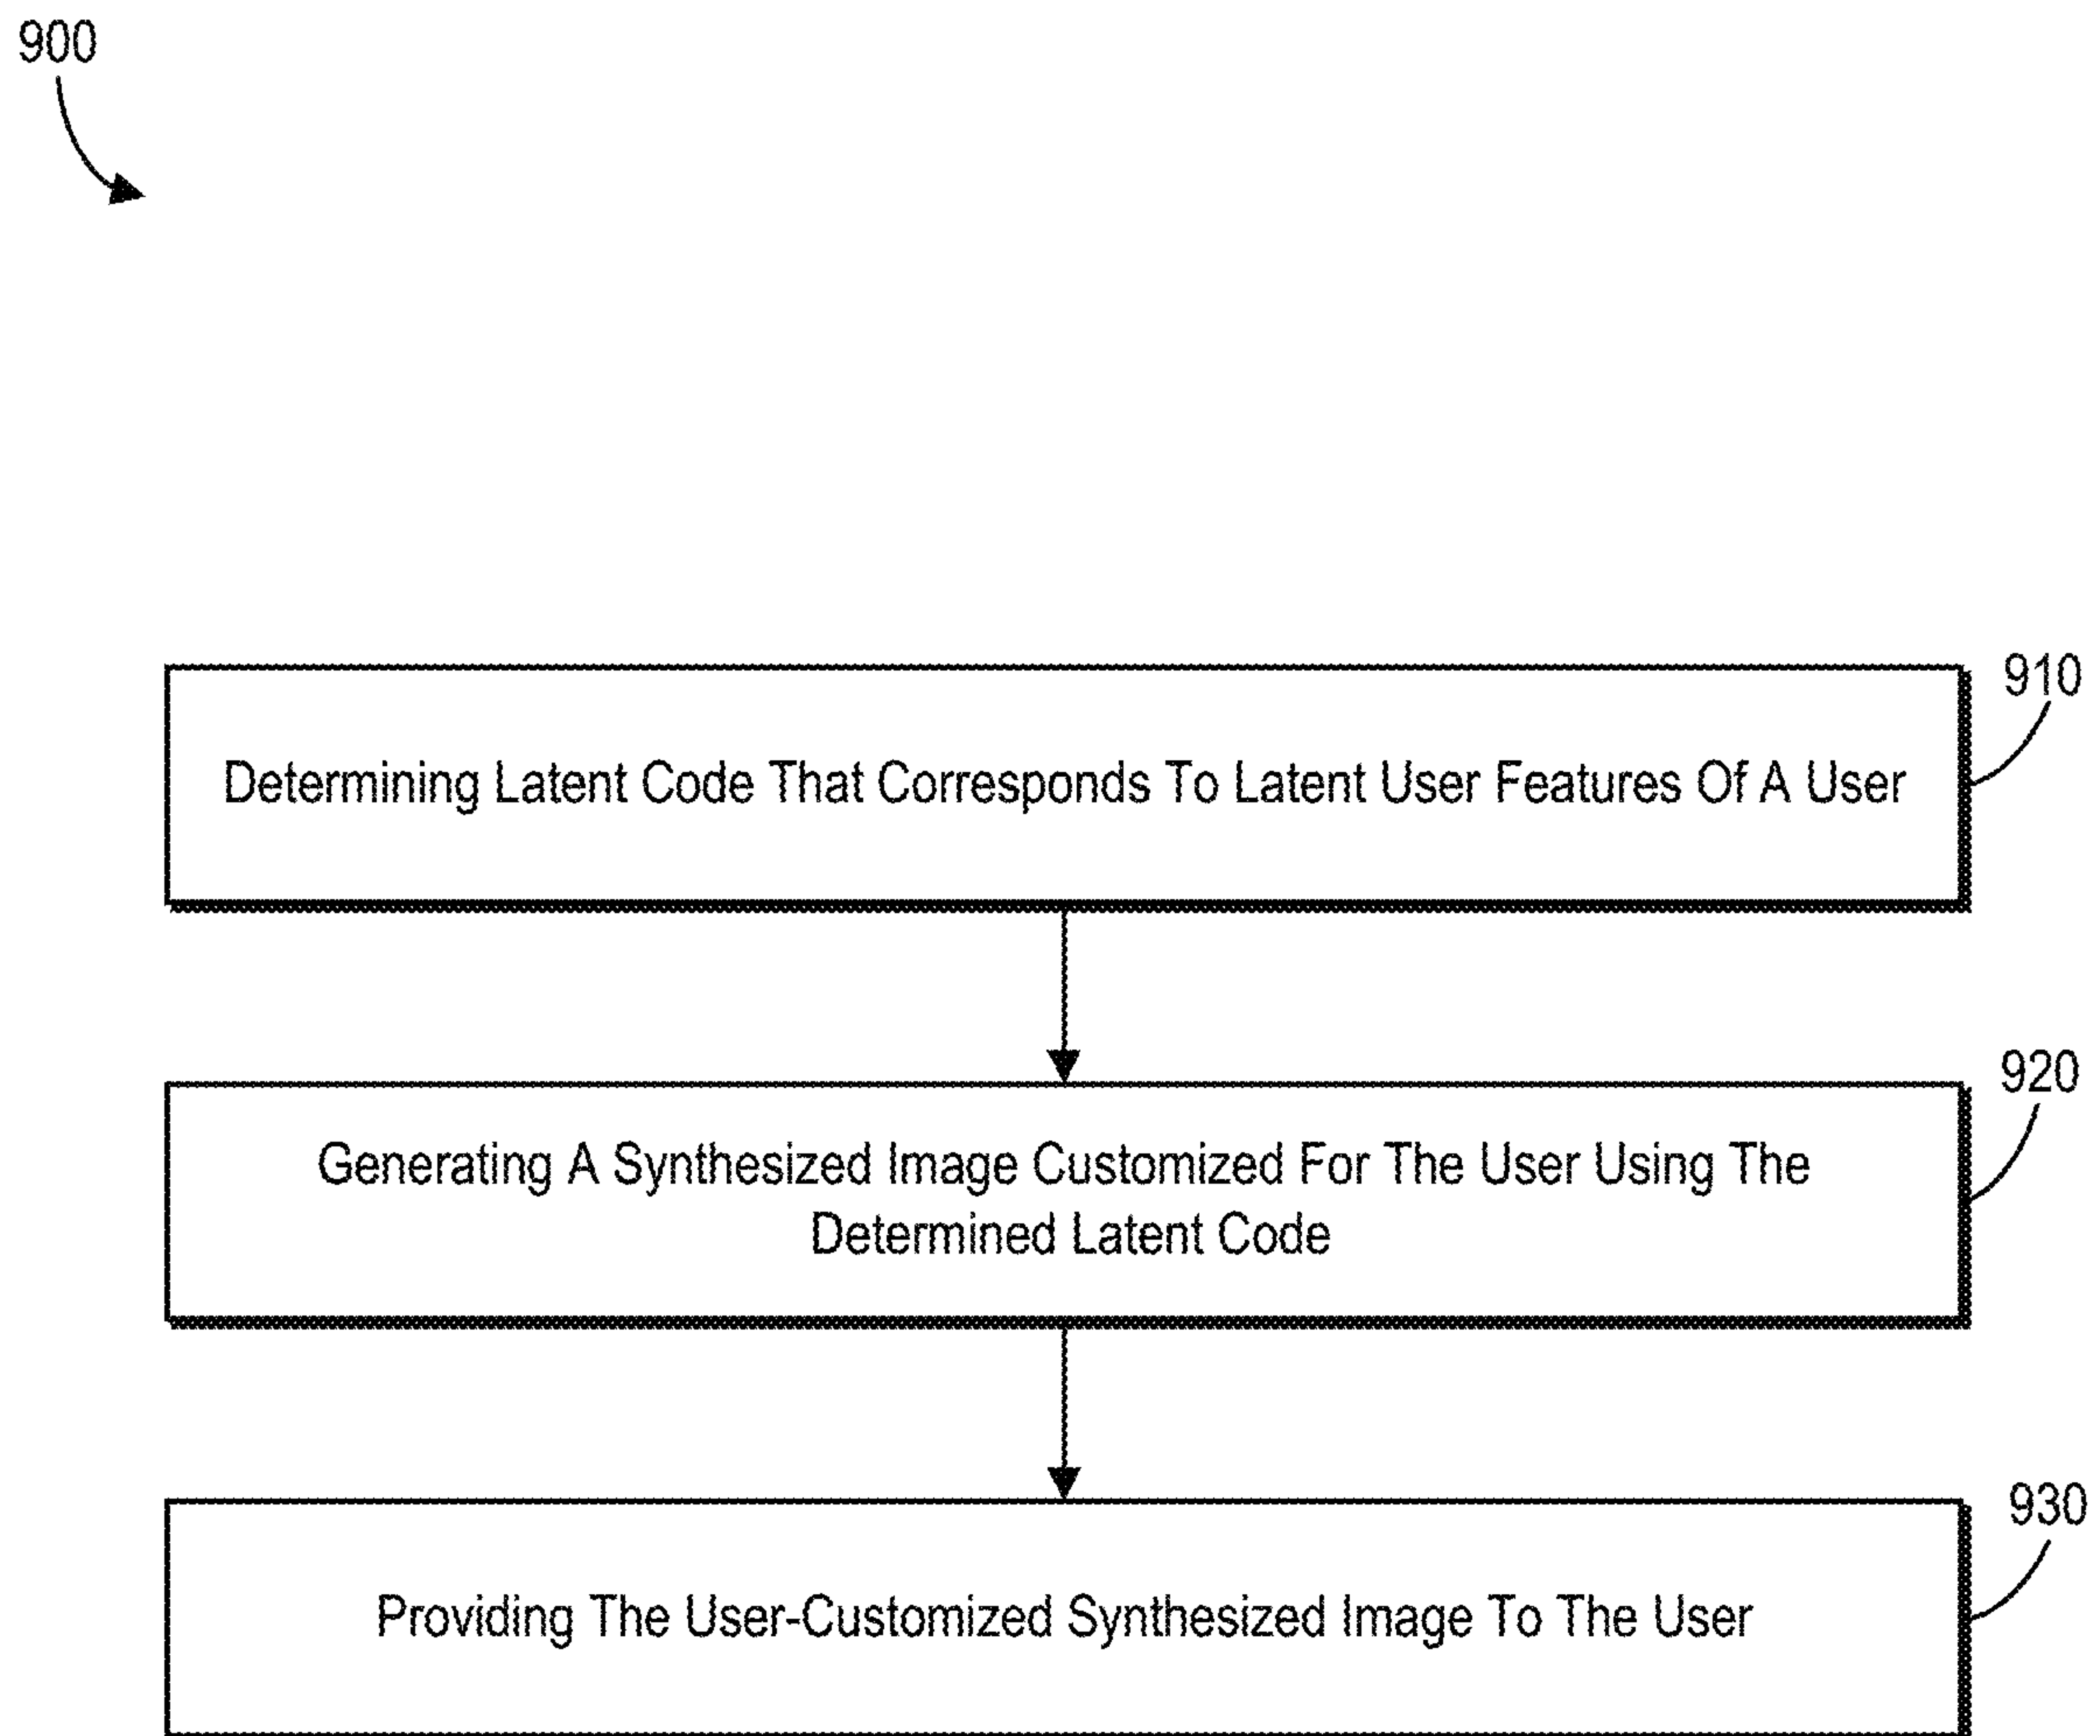 900
910
Determining Latent Code That Corresponds To Latent User Features Of A User
920
Generating A Synthesized Image Customized For The User Using The
Determined Latent Code
930
Providing The User-Customized Synthesized Image To The User